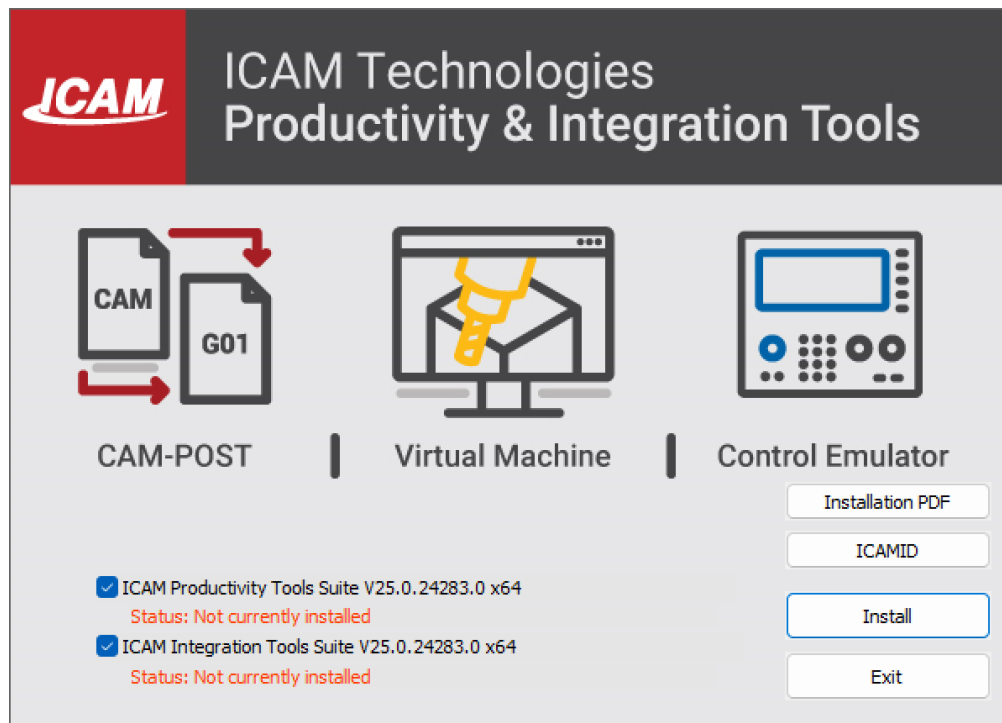 ICAM
ICAM Technologies
Productivity & Integration Tools
CAM
G01
CAM-POST
Virtual Machine
Control Emulator
Installation PDF
ICAMID
ICAM Productivity Tools Suite V25.0.24283.0 x64
Status: Not currently installed
Install
ICAM Integration Tools Suite V25.0.24283.0 x64
Status: Not currently installed
Exit